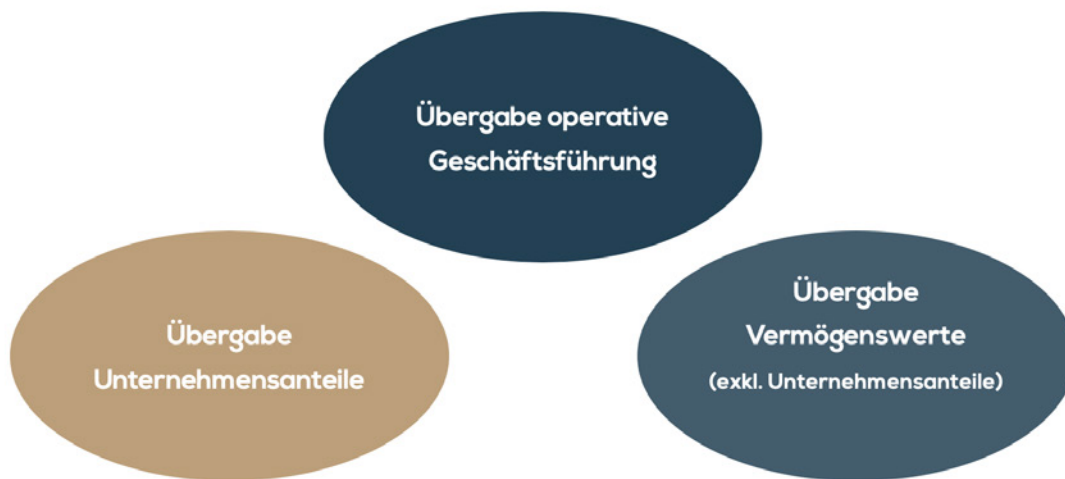 Übergabe operative
Geschäftsführung
Übergabe
Unternehmensanteile
Übergabe
Vermögenswerte
(exkl. Unternehmensanteile)